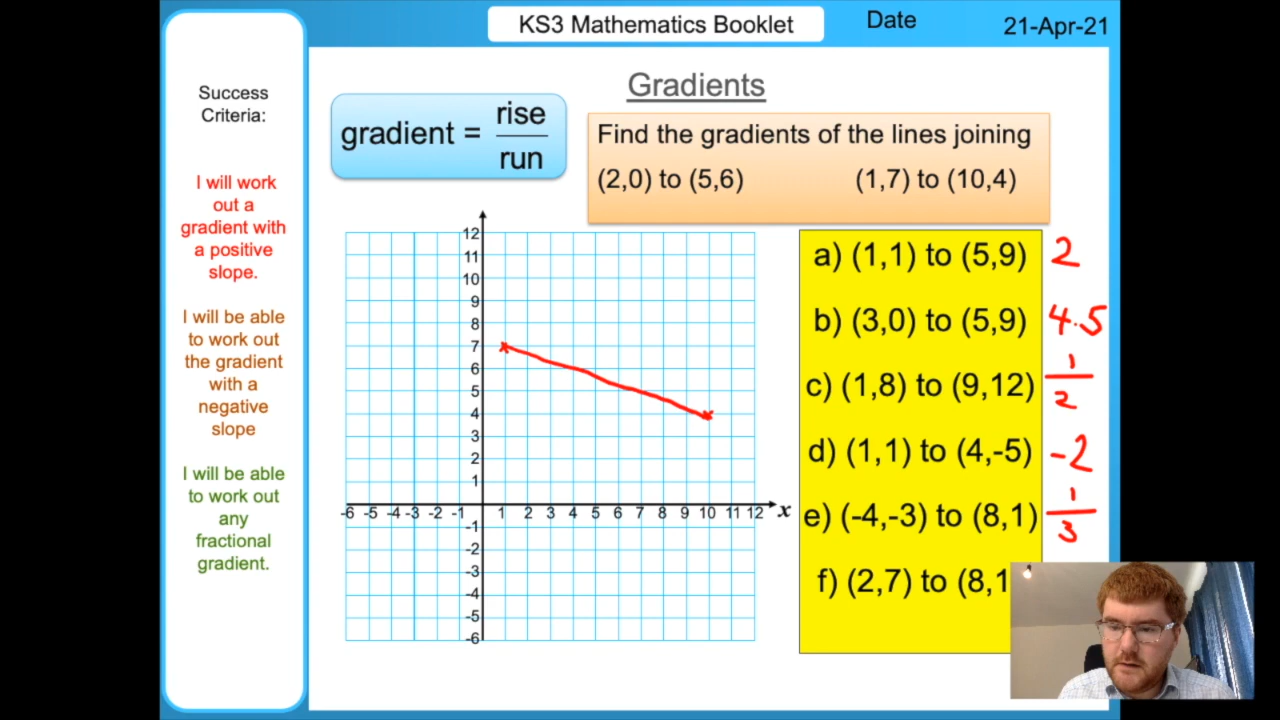 KS3 Mathematics Booklet
Date
21-Apr-21
Success
Criteria:
I will work
out a
gradient with
a positive
slope.
I will be able
to work out
the gradient
with a
negative
slope
I will be able
to work out
any
fractional
gradient.
Gradients
gradient = rise
run
Find the gradients of the lines joining
(2,0) to (5,6) (1,7) to (10,4)
12
11
10
9
8
7
6
5
4
3
2
1
-6 -5 -4 -3 -2 -1 1 2 3 4 5 6 7 8 9 10 11 12 x
-1
-2
-3
-4
-5
-6
a) (1,1) to (5,9) 2
b) (3,0) to (5,9) 4.5
c) (1,8) to (9,12) 1/2
d) (1,1) to (4,-5) -2
e) (-4,-3) to (8,1) 1/3
f) (2,7) to (8,1